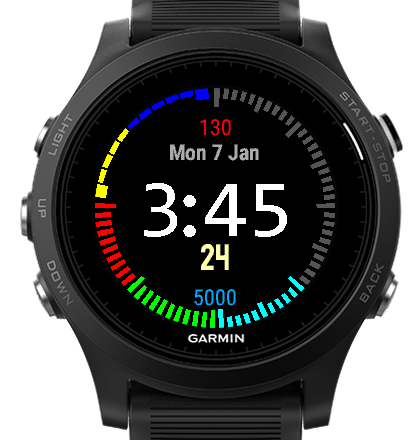 LIGHT
START·STOP
130
Mon 7 Jan
UP
3:45
24
DOWN
BACK
5000
GARMIN